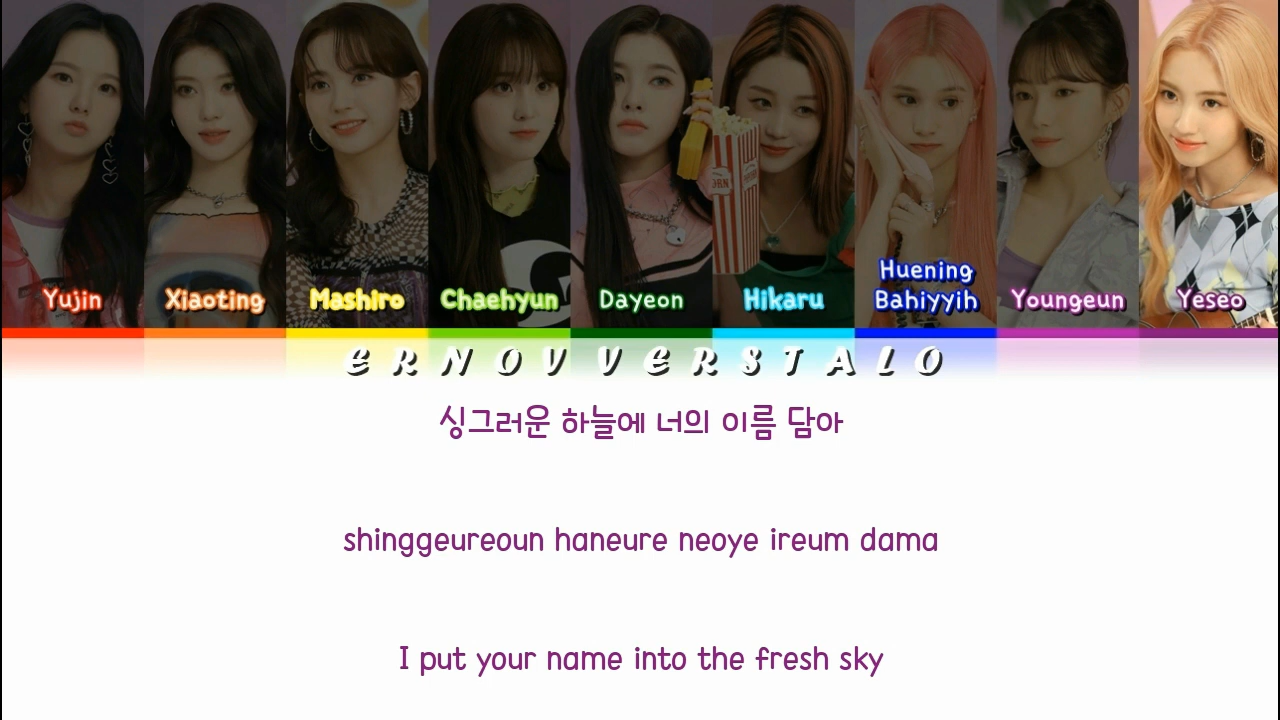 Yujin
Xiaoting
Mashiro
Chaehyun
Dayeon
Hikaru
Huening
Bahiyyih
Youngeun
Yeseo
ERNOV VERSTALO
싱그러운 하늘에 너의 이름 담아
shinggeureoun haneure neoye ireum dama
I put your name into the fresh sky